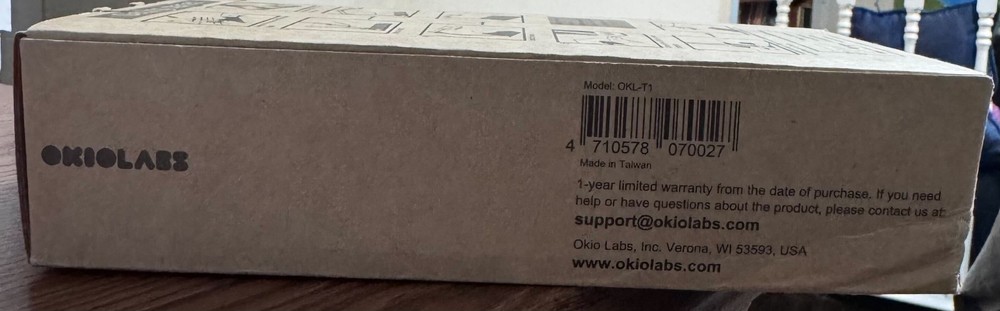 OKIOLABS
Model: OKL-T1
4 710578 070027
Made in Taiwan
1-year limited warranty from the date of purchase. If you need
help or have questions about the product, please contact us at:
support@okiolabs.com
Okio Labs, Inc. Verona, WI 53593, USA
www.okiolabs.com